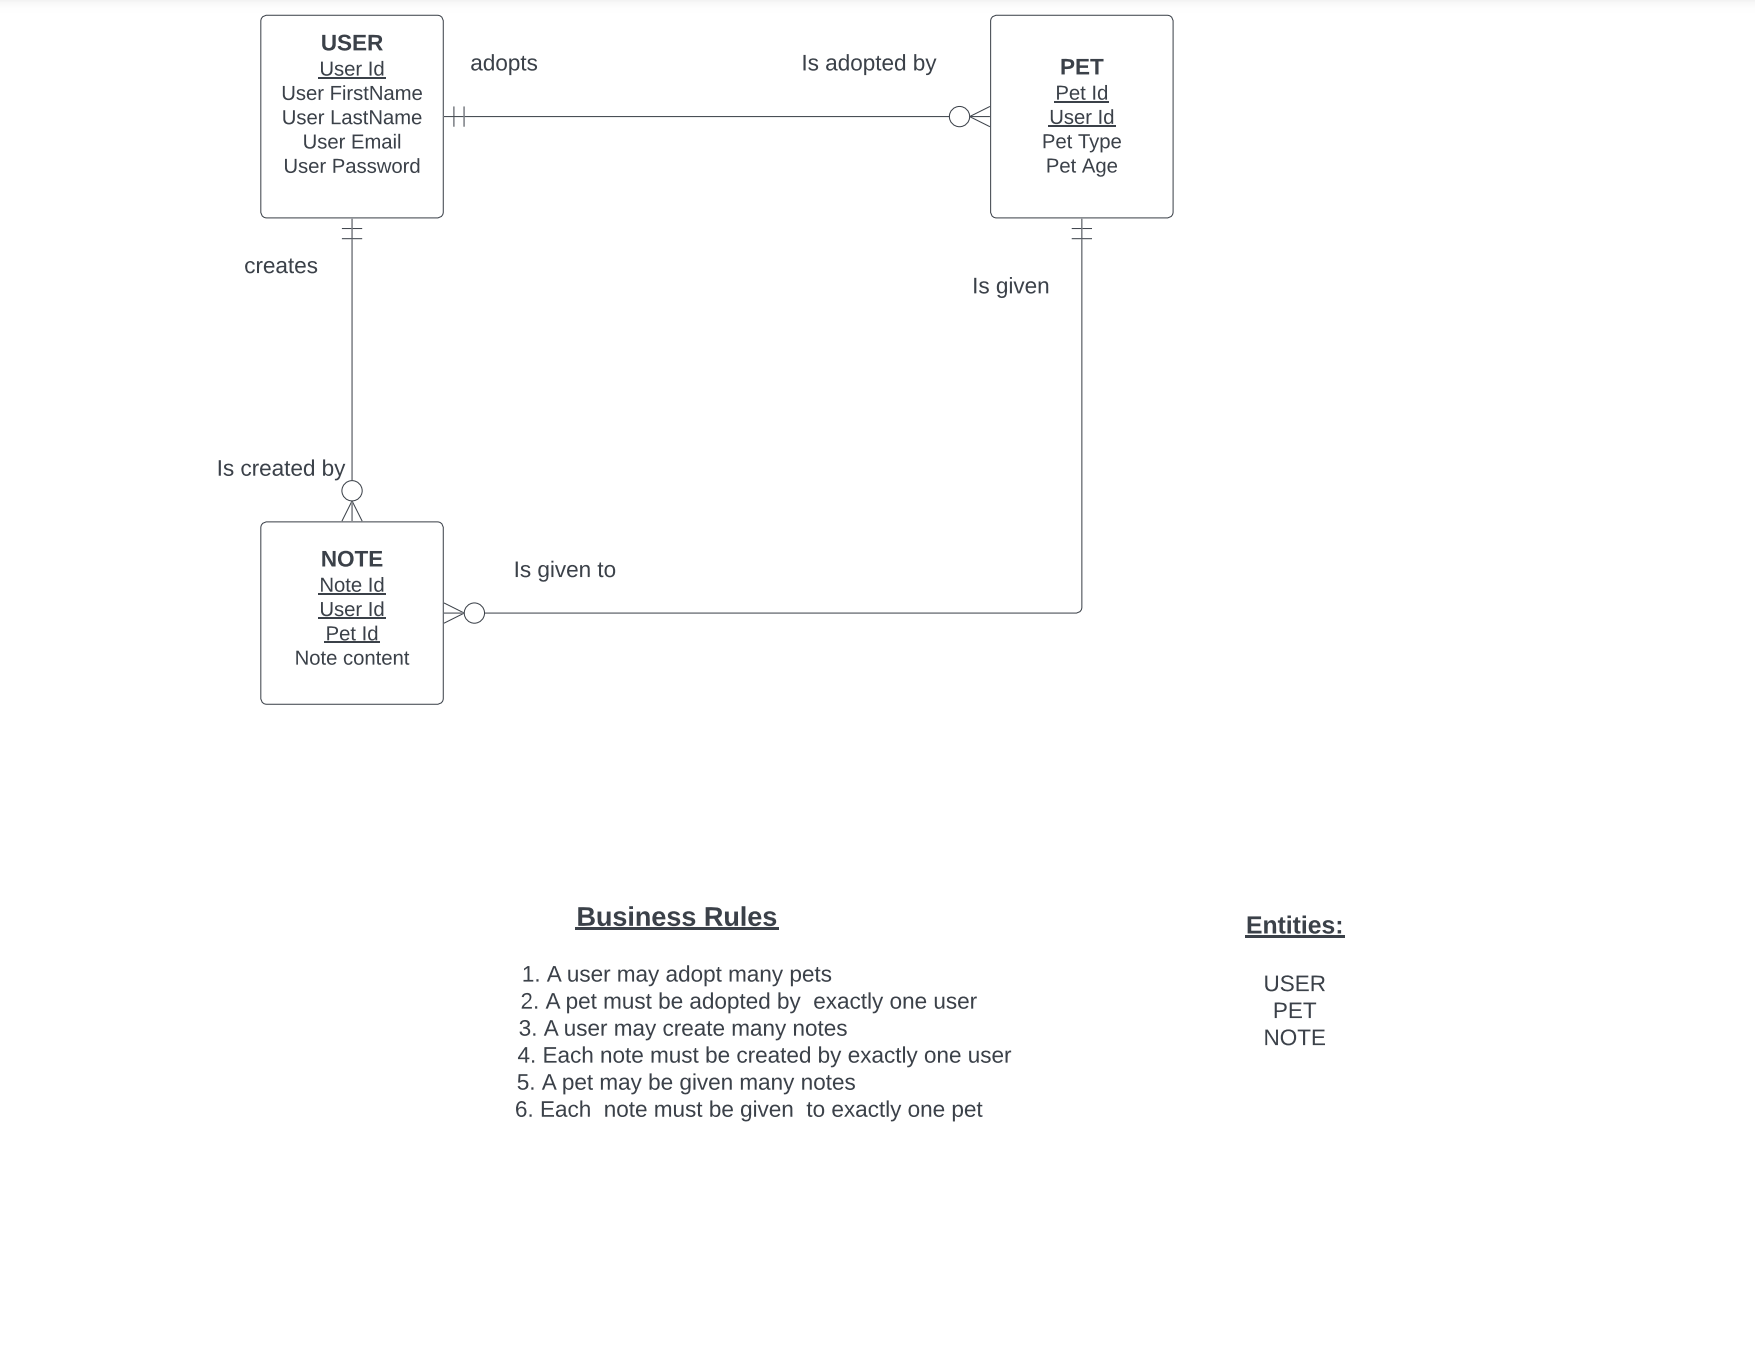 USER
User Id
User FirstName
User LastName
User Email
User Password
adopts
Is adopted by
PET
Pet Id
User Id
Pet Type
Pet Age
creates
Is given
Is created by
NOTE
Note Id
User Id
Pet Id
Note content
Is given to
Business Rules
1. A user may adopt many pets
2. A pet must be adopted by  exactly one user
3. A user may create many notes
4. Each note must be created by exactly one user
5. A pet may be given many notes
6. Each  note must be given  to exactly one pet
Entities:
USER
PET
NOTE